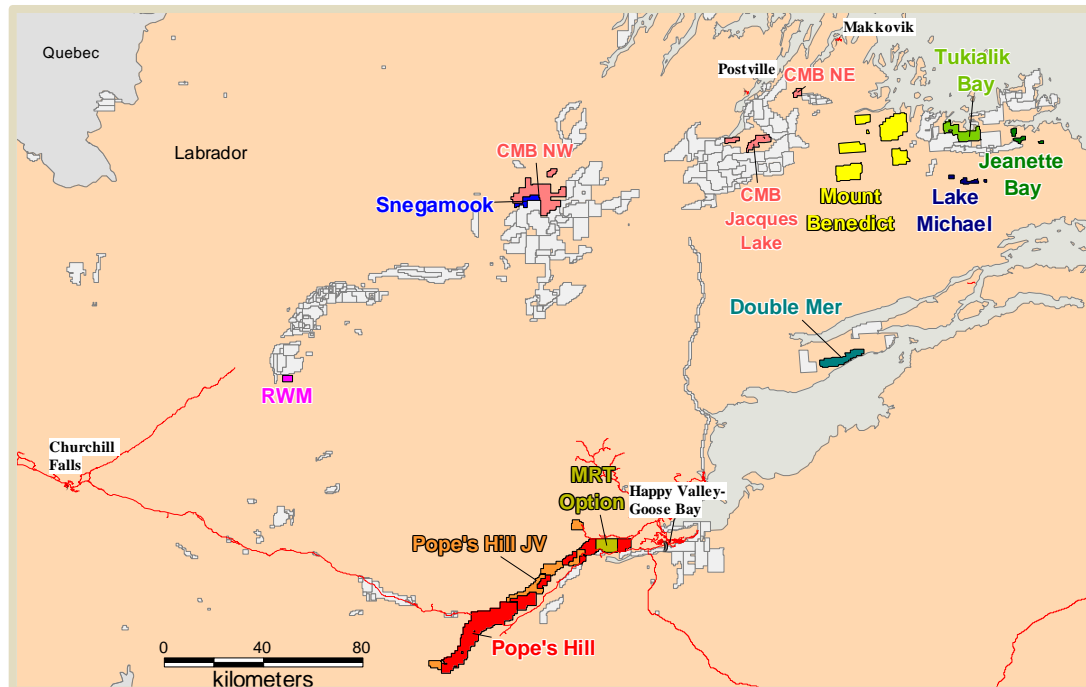 Makkovik
Quebec
Tukialik
Bay
Postville
CMB NE
Labrador
CMB NW
Jeanette
Bay
Snegamook
CMB
Jacques
Lake
Mount
Benedict
Lake
Michael
Double Mer
RWM
Churchill
Falls
MRT
Option
Happy Valley-
Goose Bay
Pope's Hill JV
Pope's Hill
0 40 80
kilometers